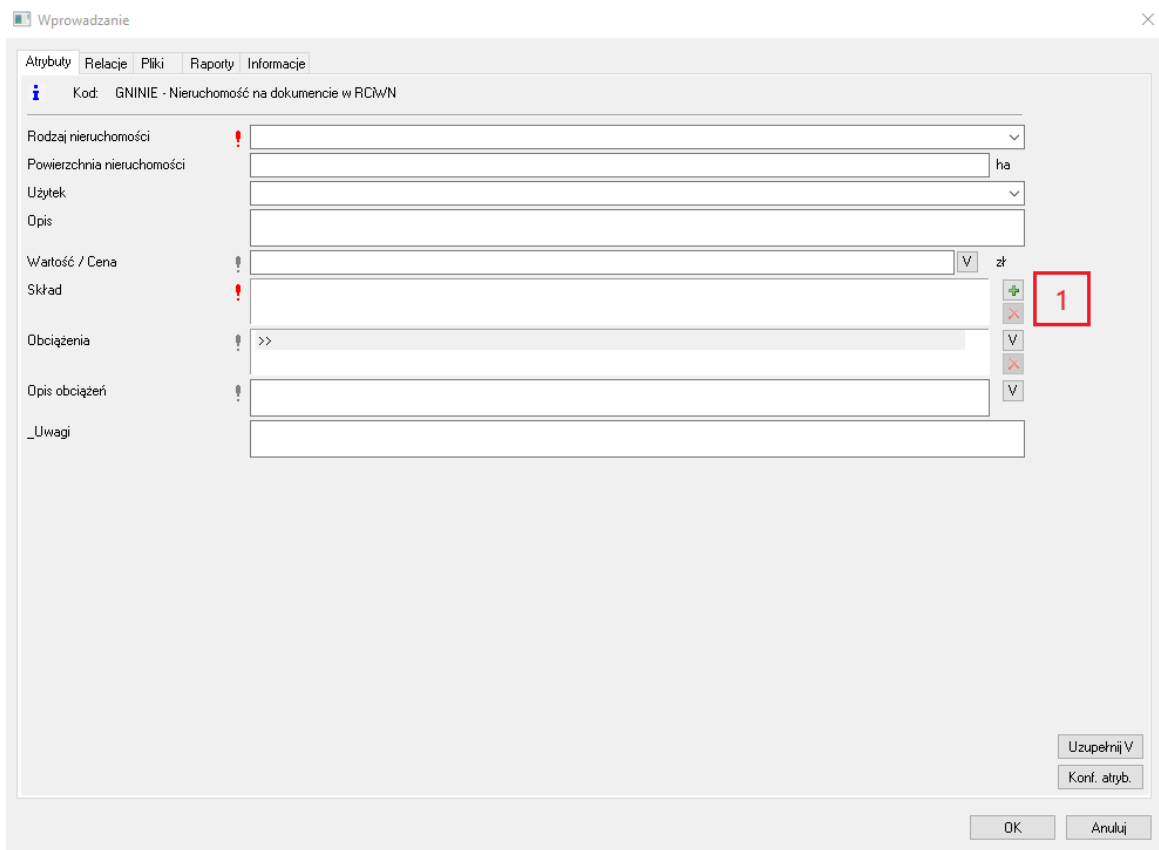 Wprowadzanie
Atrybuty Relacje Pliki Raporty Informacje
i Kod: GNINIE - Nieruchomość na dokumencie w RCiWN
Rodzaj nieruchomości !
Powierzchnia nieruchomości ha
Użytek
Opis
Wartość / Cena ! V zł
Skład ! 1
Obciążenia ! >> V
Opis obciążeń ! V
_Uwagi
Uzupełnij V
Konf. atryb.
OK Anuluj